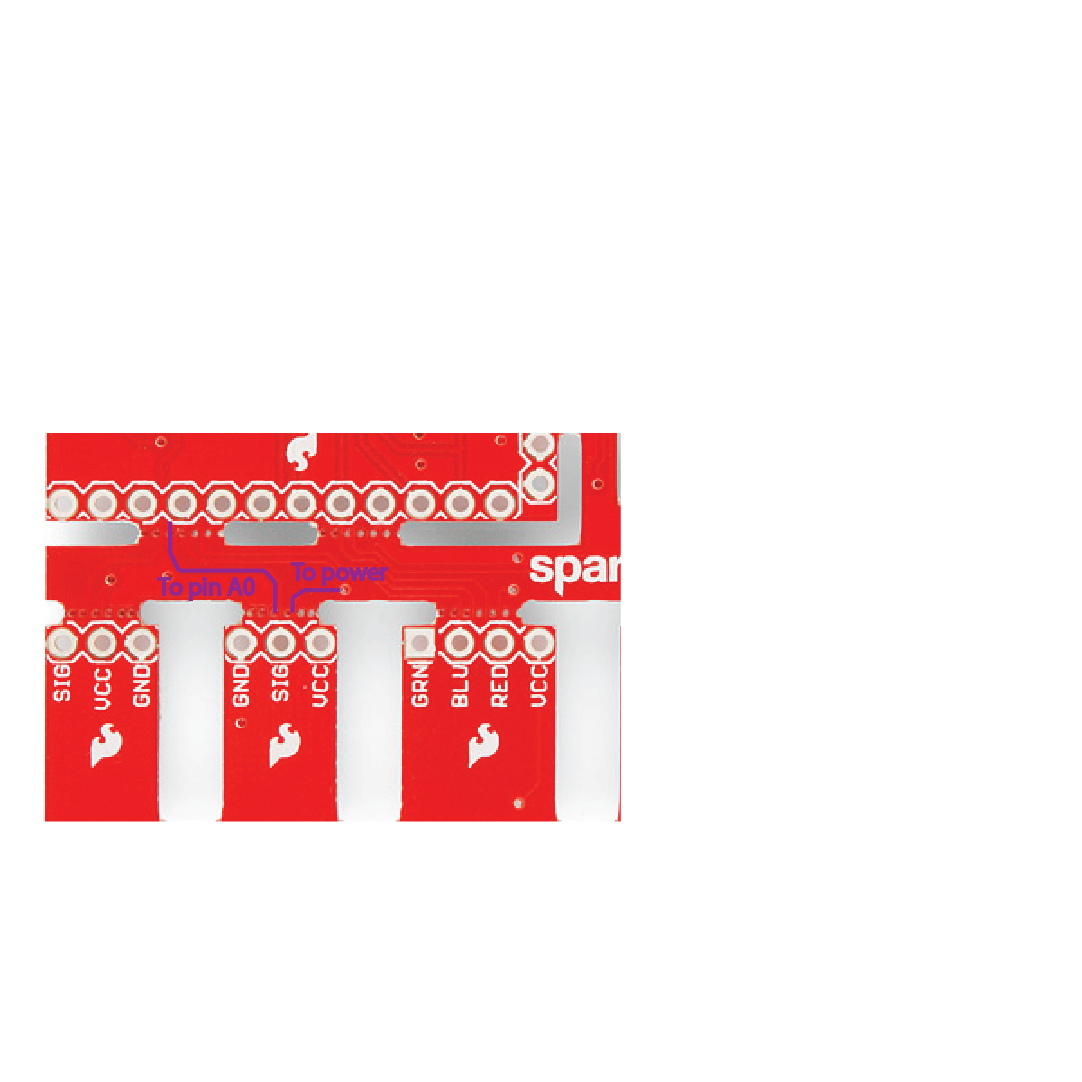 To power
To pin A0
spar
SIG
VCC
GND
GND
SIG
VCC
GRN
BLU
RED
VCC